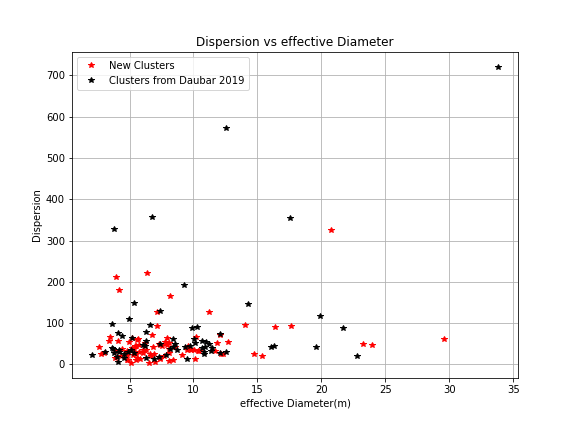 Dispersion vs effective Diameter
New Clusters
Clusters from Daubar 2019
700
600
500
400
300
200
100
0
Dispersion
5 10 15 20 25 30 35
effective Diameter(m)